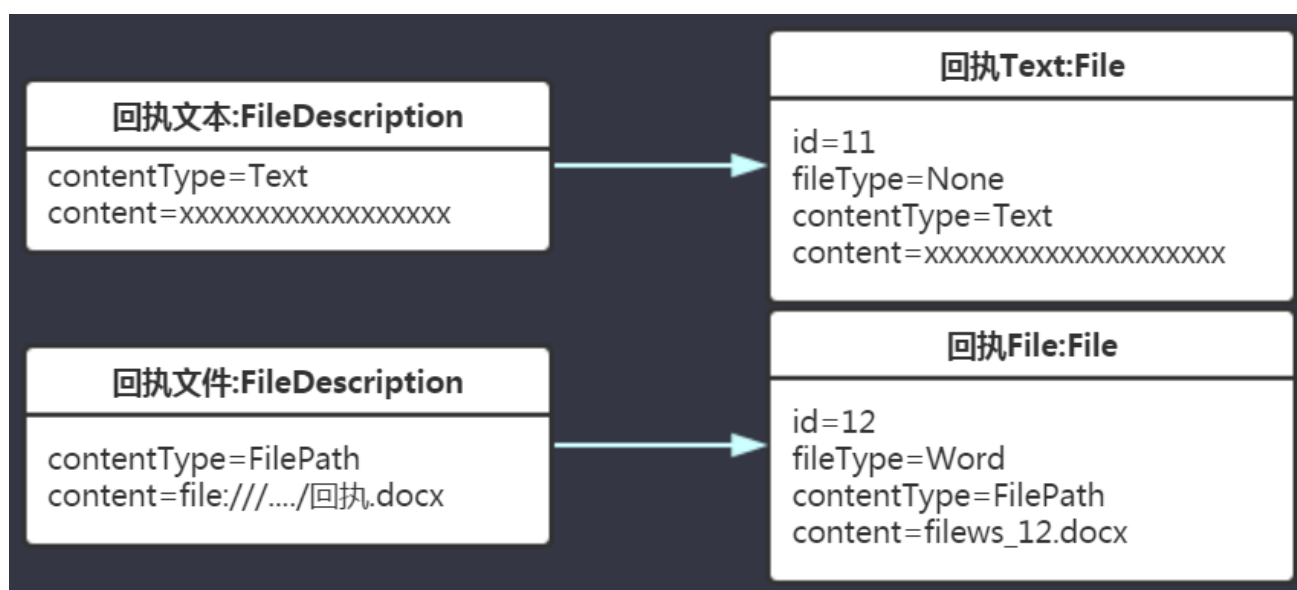 回执文本:FileDescription
contentType=Text
content=xxxxxxxxxxxxxxxxxx
回执Text:File
id=11
fileType=None
contentType=Text
content=xxxxxxxxxxxxxxxxxxxx
回执文件:FileDescription
contentType=FilePath
content=file:///..../回执.docx
回执File:File
id=12
fileType=Word
contentType=FilePath
content=filews_12.docx